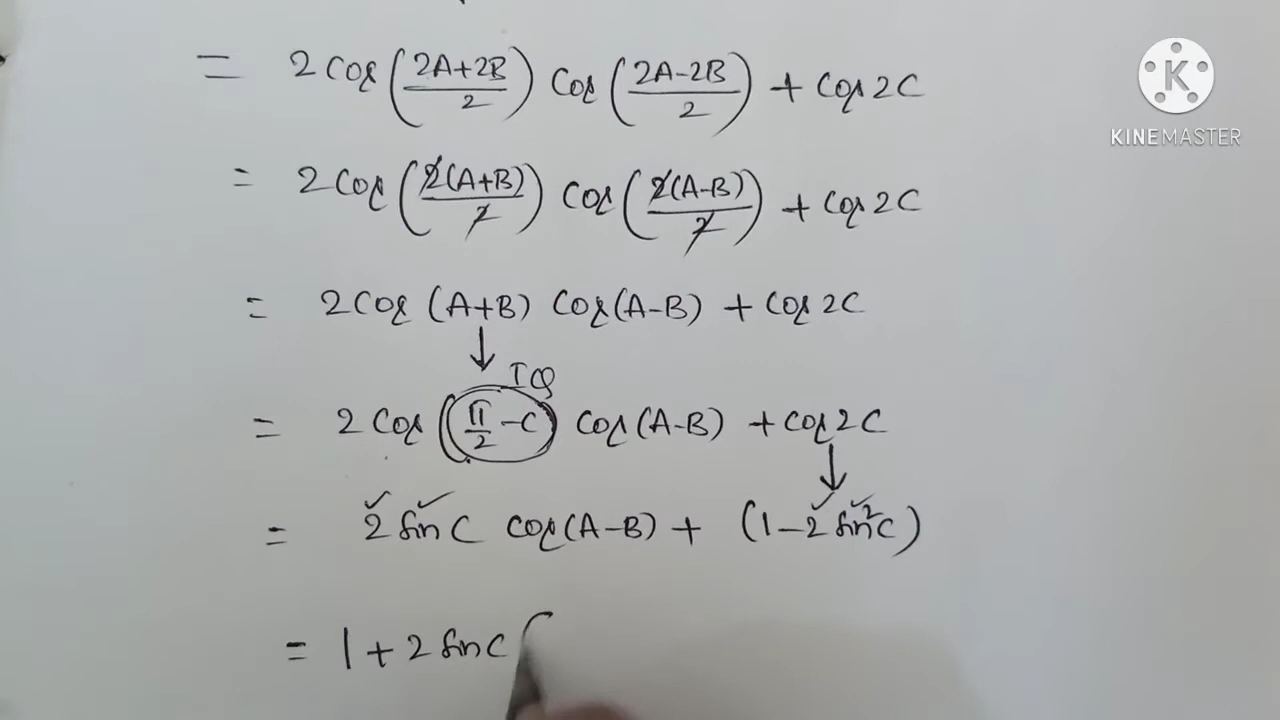 = 2 Cos (2A+2B/2) Cos (2A-2B/2) + Cos 2C
K
KINEMASTER
= 2 Cos (2(A+B)/2) Cos (2(A-B)/2) + Cos 2C
= 2 Cos (A+B) Cos (A-B) + Cos 2C
↓ IQ
= 2 Cos (π/2 - C) Cos (A-B) + Cos 2C
↓
= 2 Sin C Cos (A-B) + (1 - 2 Sin²C)
= 1 + 2 Sin C (